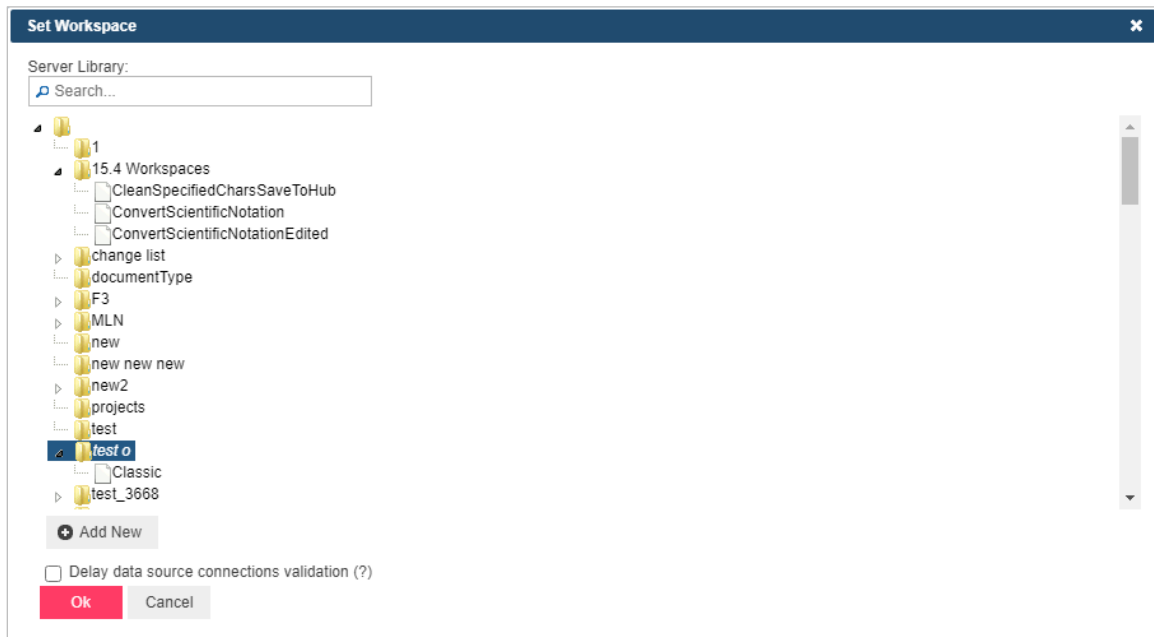 Set Workspace
Server Library:
Search...
1
15.4 Workspaces
CleanSpecifiedCharsSaveToHub
ConvertScientificNotation
ConvertScientificNotationEdited
change list
documentType
F3
MLN
new
new new new
new2
projects
test
test o
Classic
test_3668
Add New
Delay data source connections validation (?)
Ok Cancel